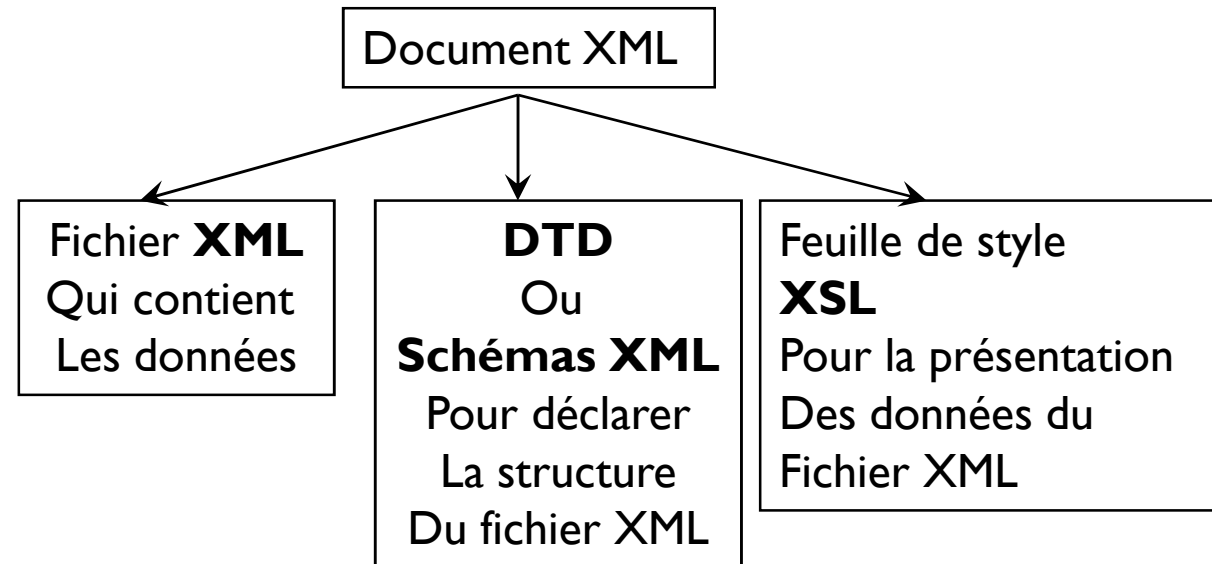 Document XML
Fichier XML
Qui contient
Les données
DTD
Ou
Schémas XML
Pour déclarer
La structure
Du fichier XML
Feuille de style
XSL
Pour la présentation
Des données du
Fichier XML